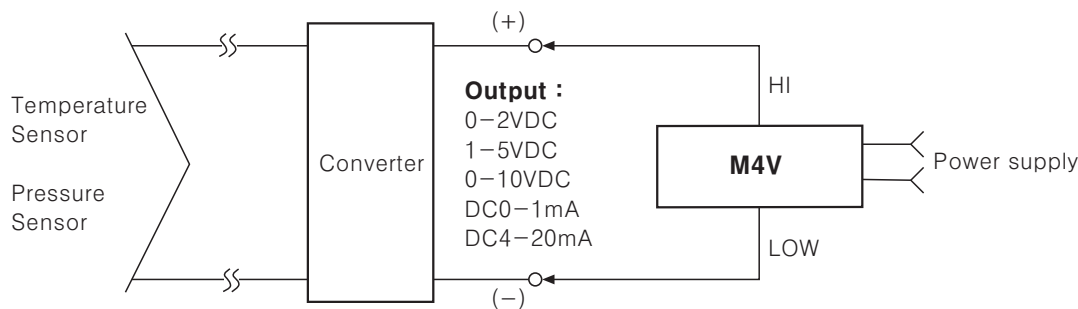 Temperature
Sensor
Pressure
Sensor
Converter
(+)
Output :
0-2VDC
1-5VDC
0-10VDC
DC0-1mA
DC4-20mA
(-)
HI
M4V
LOW
Power supply